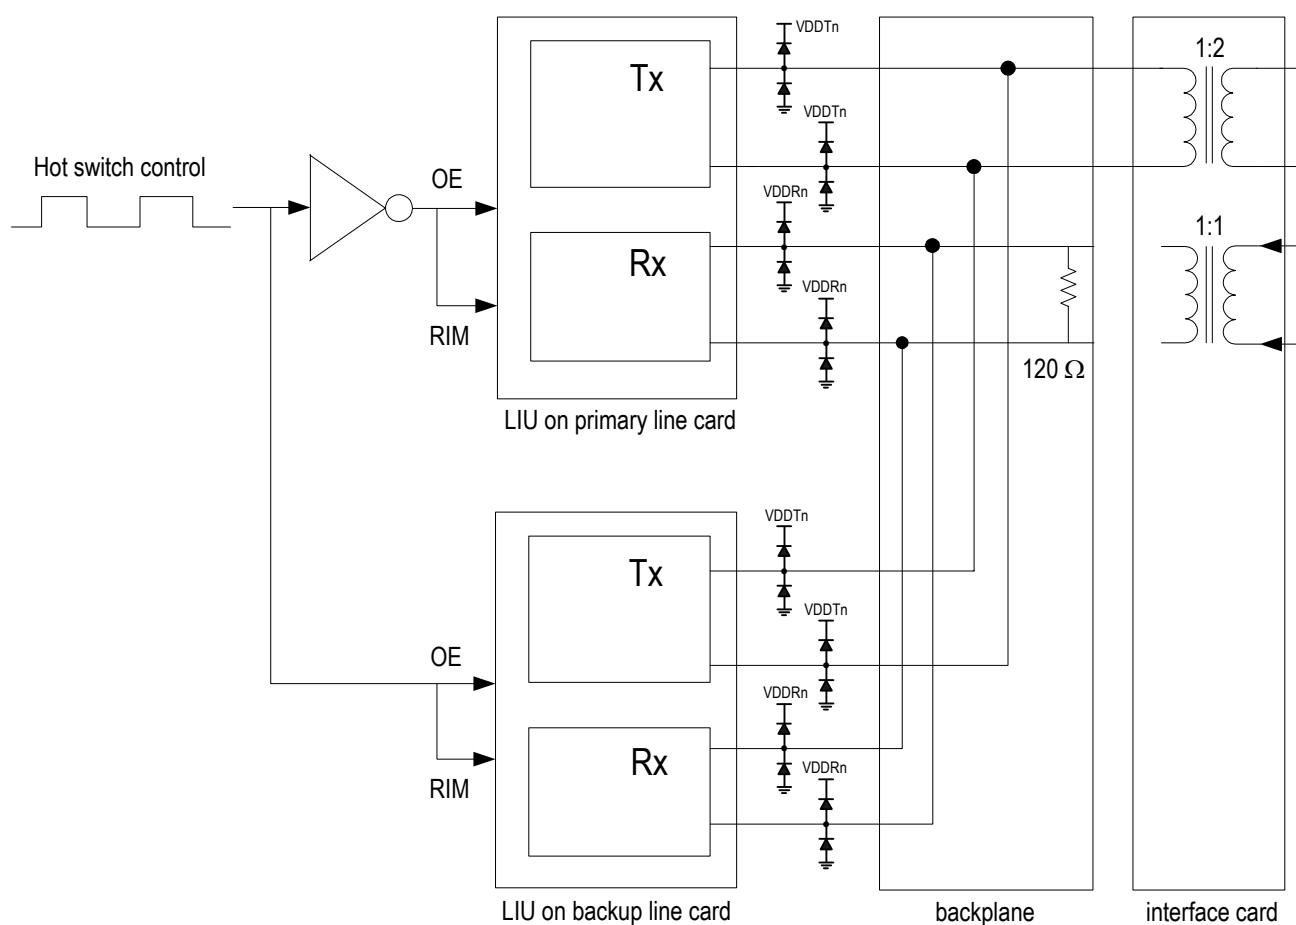 VDDTn
1:2
Tx
VDDTn
Hot switch control
OE
VDDRn
1:1
Rx
VDDRn
RIM
120 Ω
LIU on primary line card
VDDTn
Tx
VDDTn
OE
VDDRn
Rx
VDDRn
RIM
LIU on backup line card
backplane
interface card